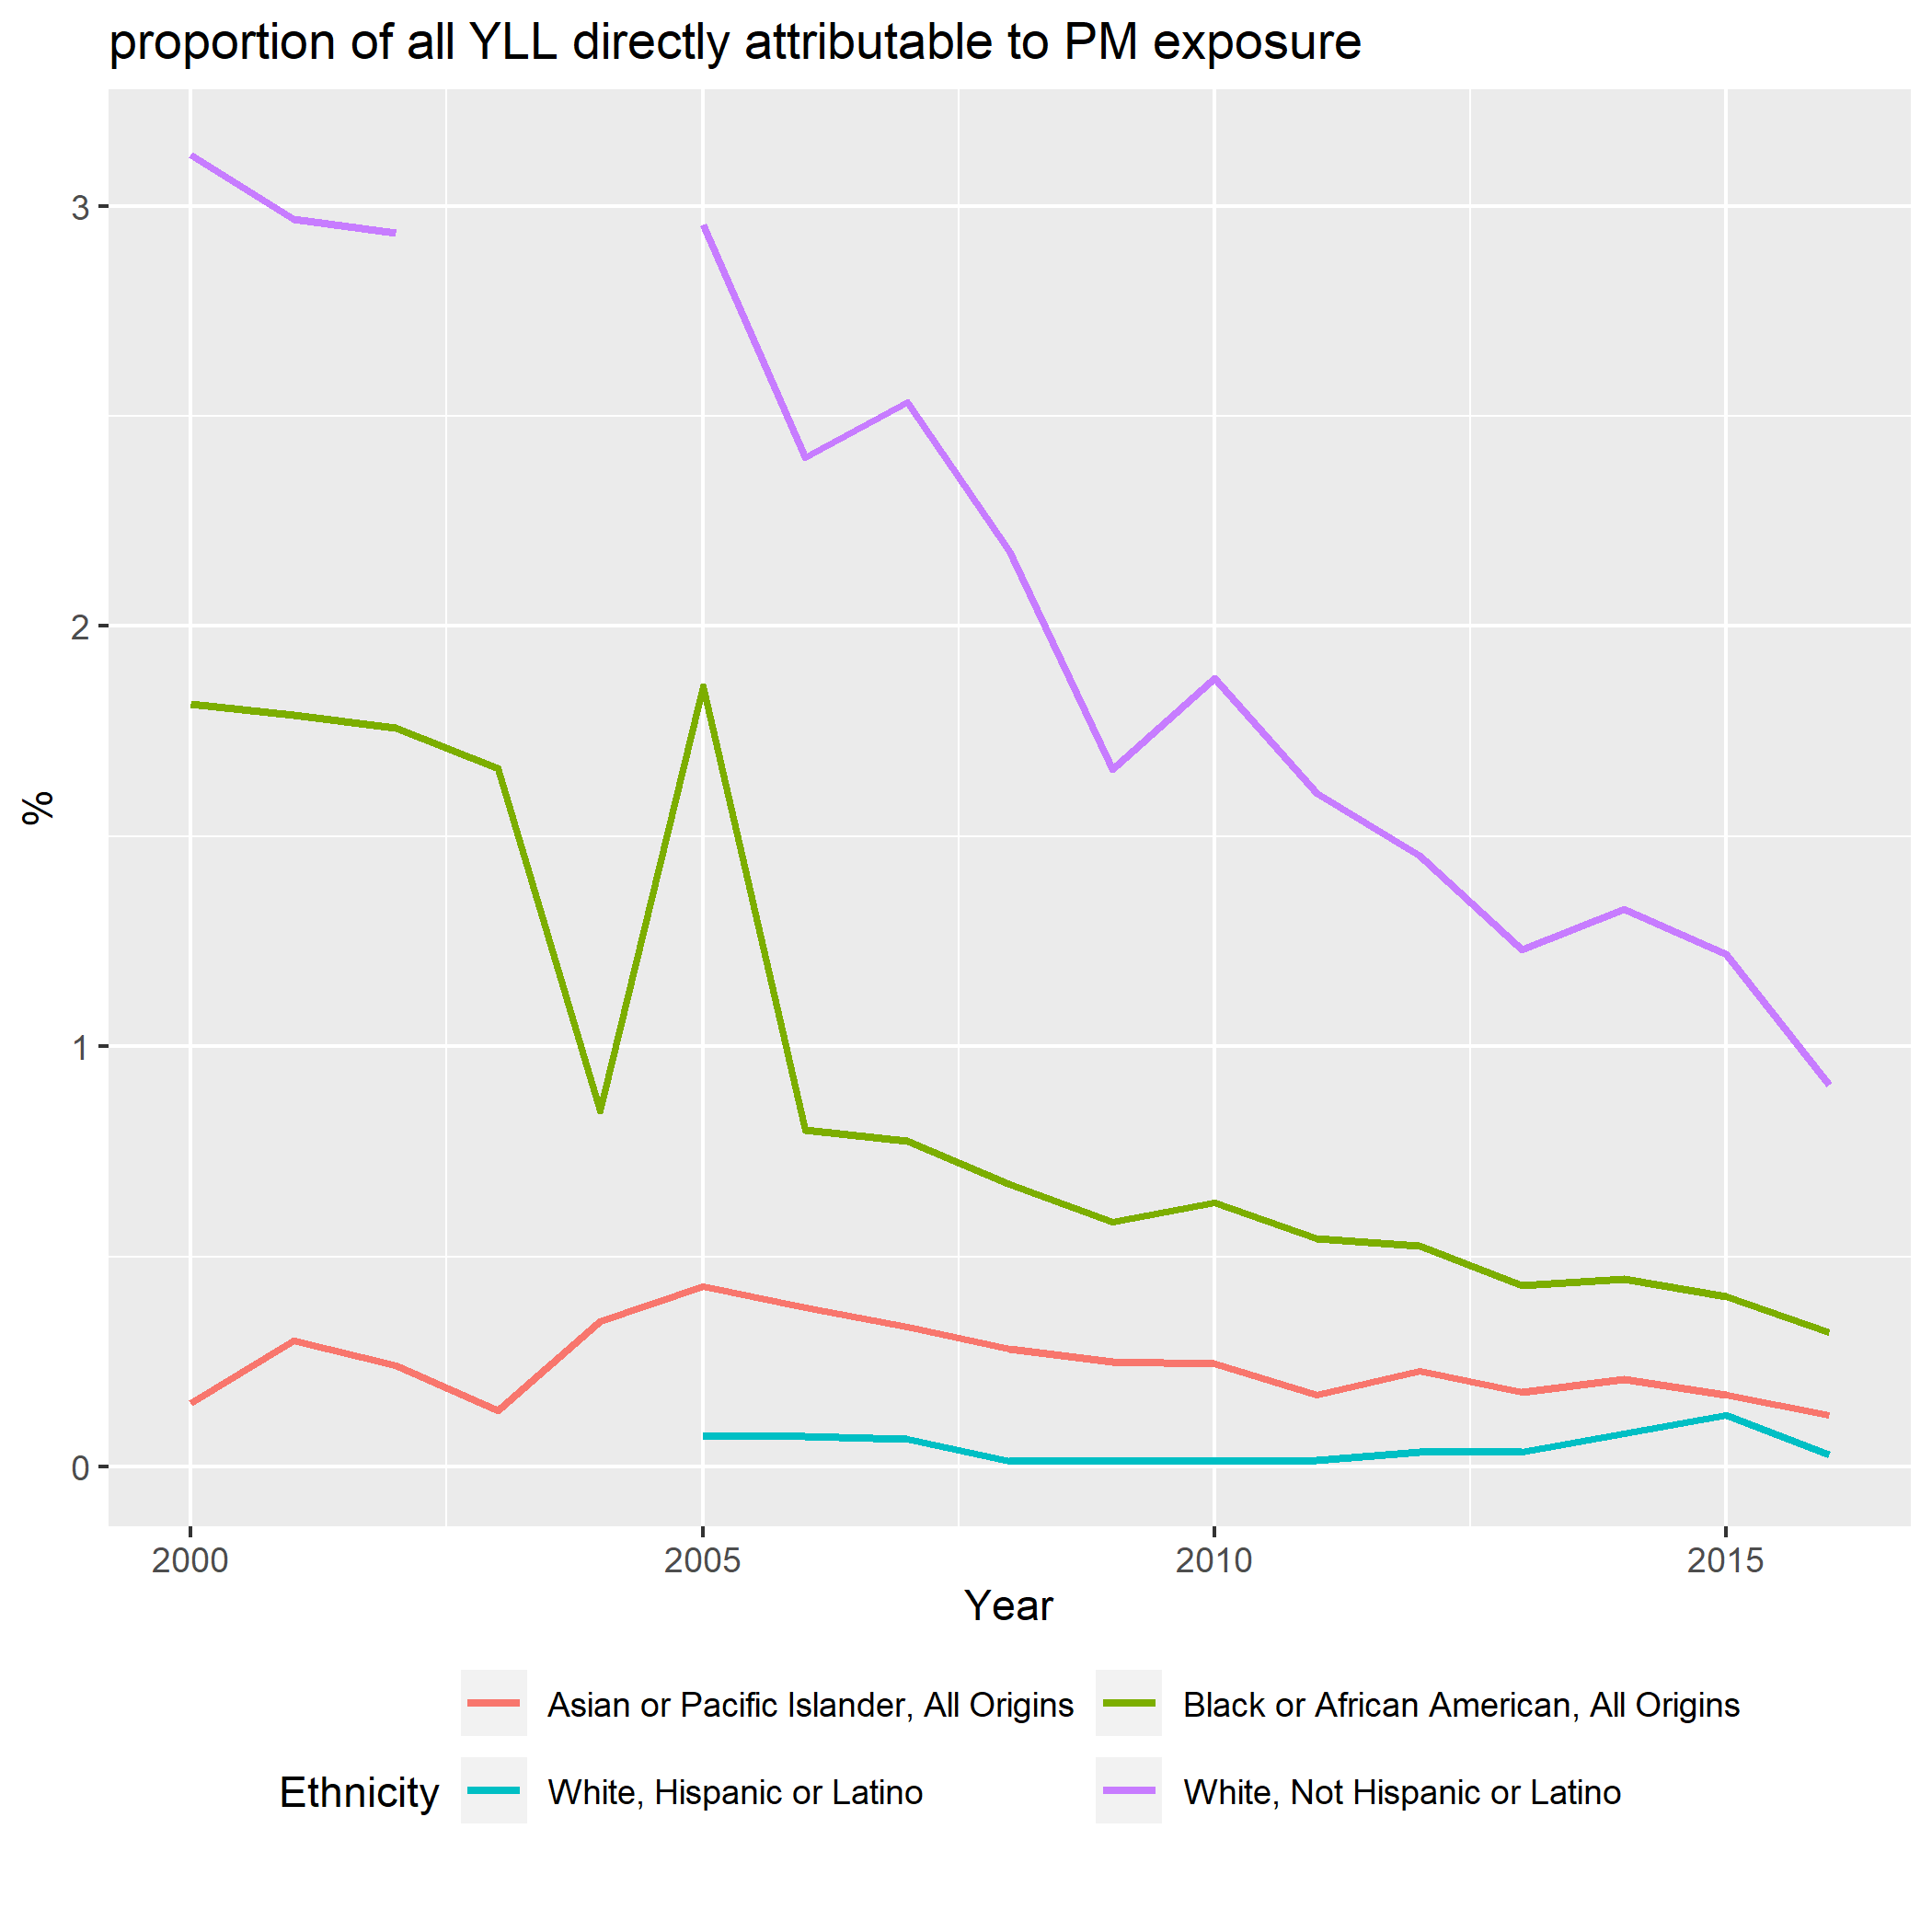 proportion of all YLL directly attributable to PM exposure
%
3
2
1
0
2000 2005 2010 2015
Year
Ethnicity
Asian or Pacific Islander, All Origins
Black or African American, All Origins
White, Hispanic or Latino
White, Not Hispanic or Latino